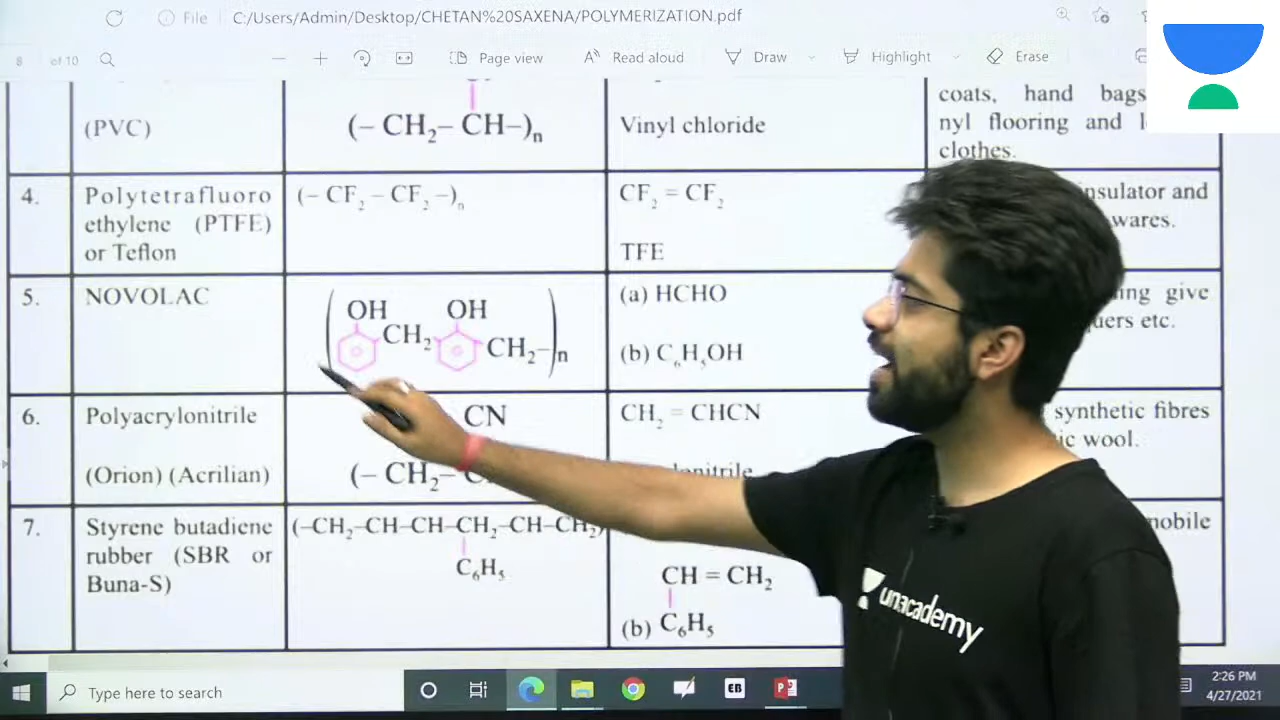 File C:/Users/Admin/Desktop/CHETAN%20SAXENA/POLYMERIZATION.pdf
8 of 10 Page view Read aloud Draw Highlight Erase
(PVC)
(– CH2– CH–)n
Vinyl chloride
coats, hand bags
nyl flooring and
clothes.
4.
Polytetrafluoro
ethylene (PTFE)
or Teflon
(– CF2 – CF2 –)n
CF2 = CF2
TFE
insulator and
wares.
5.
NOVOLAC
OH OH
CH2 CH2– n
(a) HCHO
(b) C6H5OH
give
etc.
6.
Polyacrylonitrile
(Orion) (Acrilian)
CN
(– CH2–
CH2 = CHCN
synthetic fibres
wool.
7.
Styrene butadiene
rubber (SBR or
Buna-S)
(–CH2–CH–CH–CH2–CH–CH2)
C6H5
CH = CH2
(b) C6H5
unacademy
Type here to search
EB
2:26 PM
4/27/2021